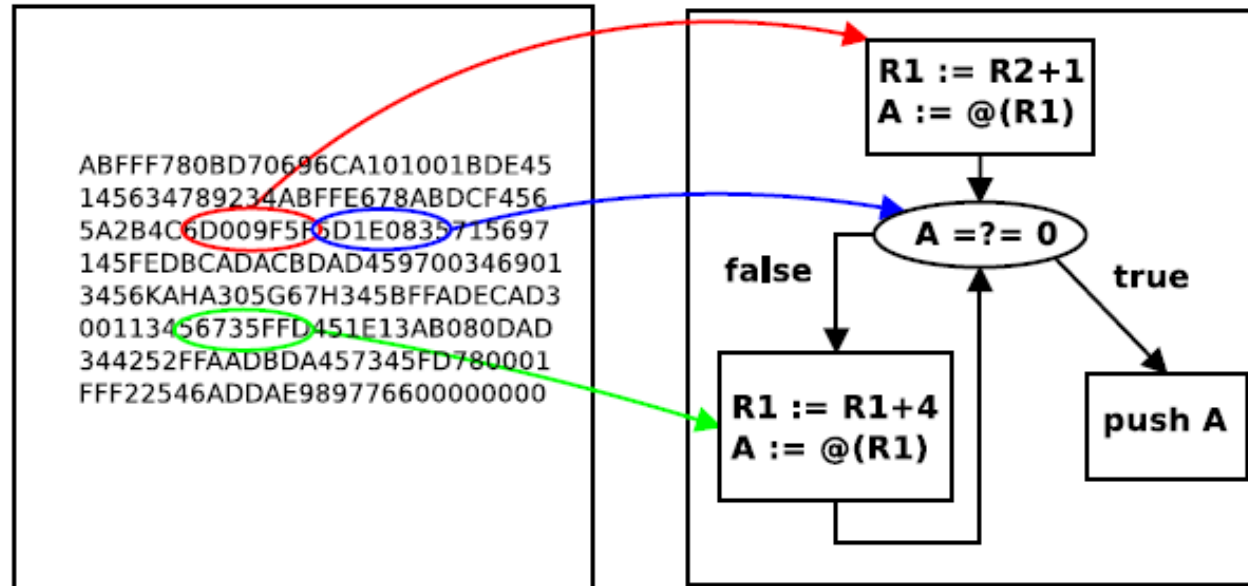 ABFFF780BD70696CA101001BDE45
145634789234ABFFE678ABDCF456
5A2B4C6D009F5F6D1E0835715697
145FEDBCADACBDAD459700346901
3456KAHA305G67H345BFFADECAD3
00113456735FFD451E13AB080DAD
344252FFAADBDA457345FD780001
FFF22546ADDAE989776600000000
R1 := R2+1
A := @(R1)
A =?= 0
false
true
R1 := R1+4
A := @(R1)
push A